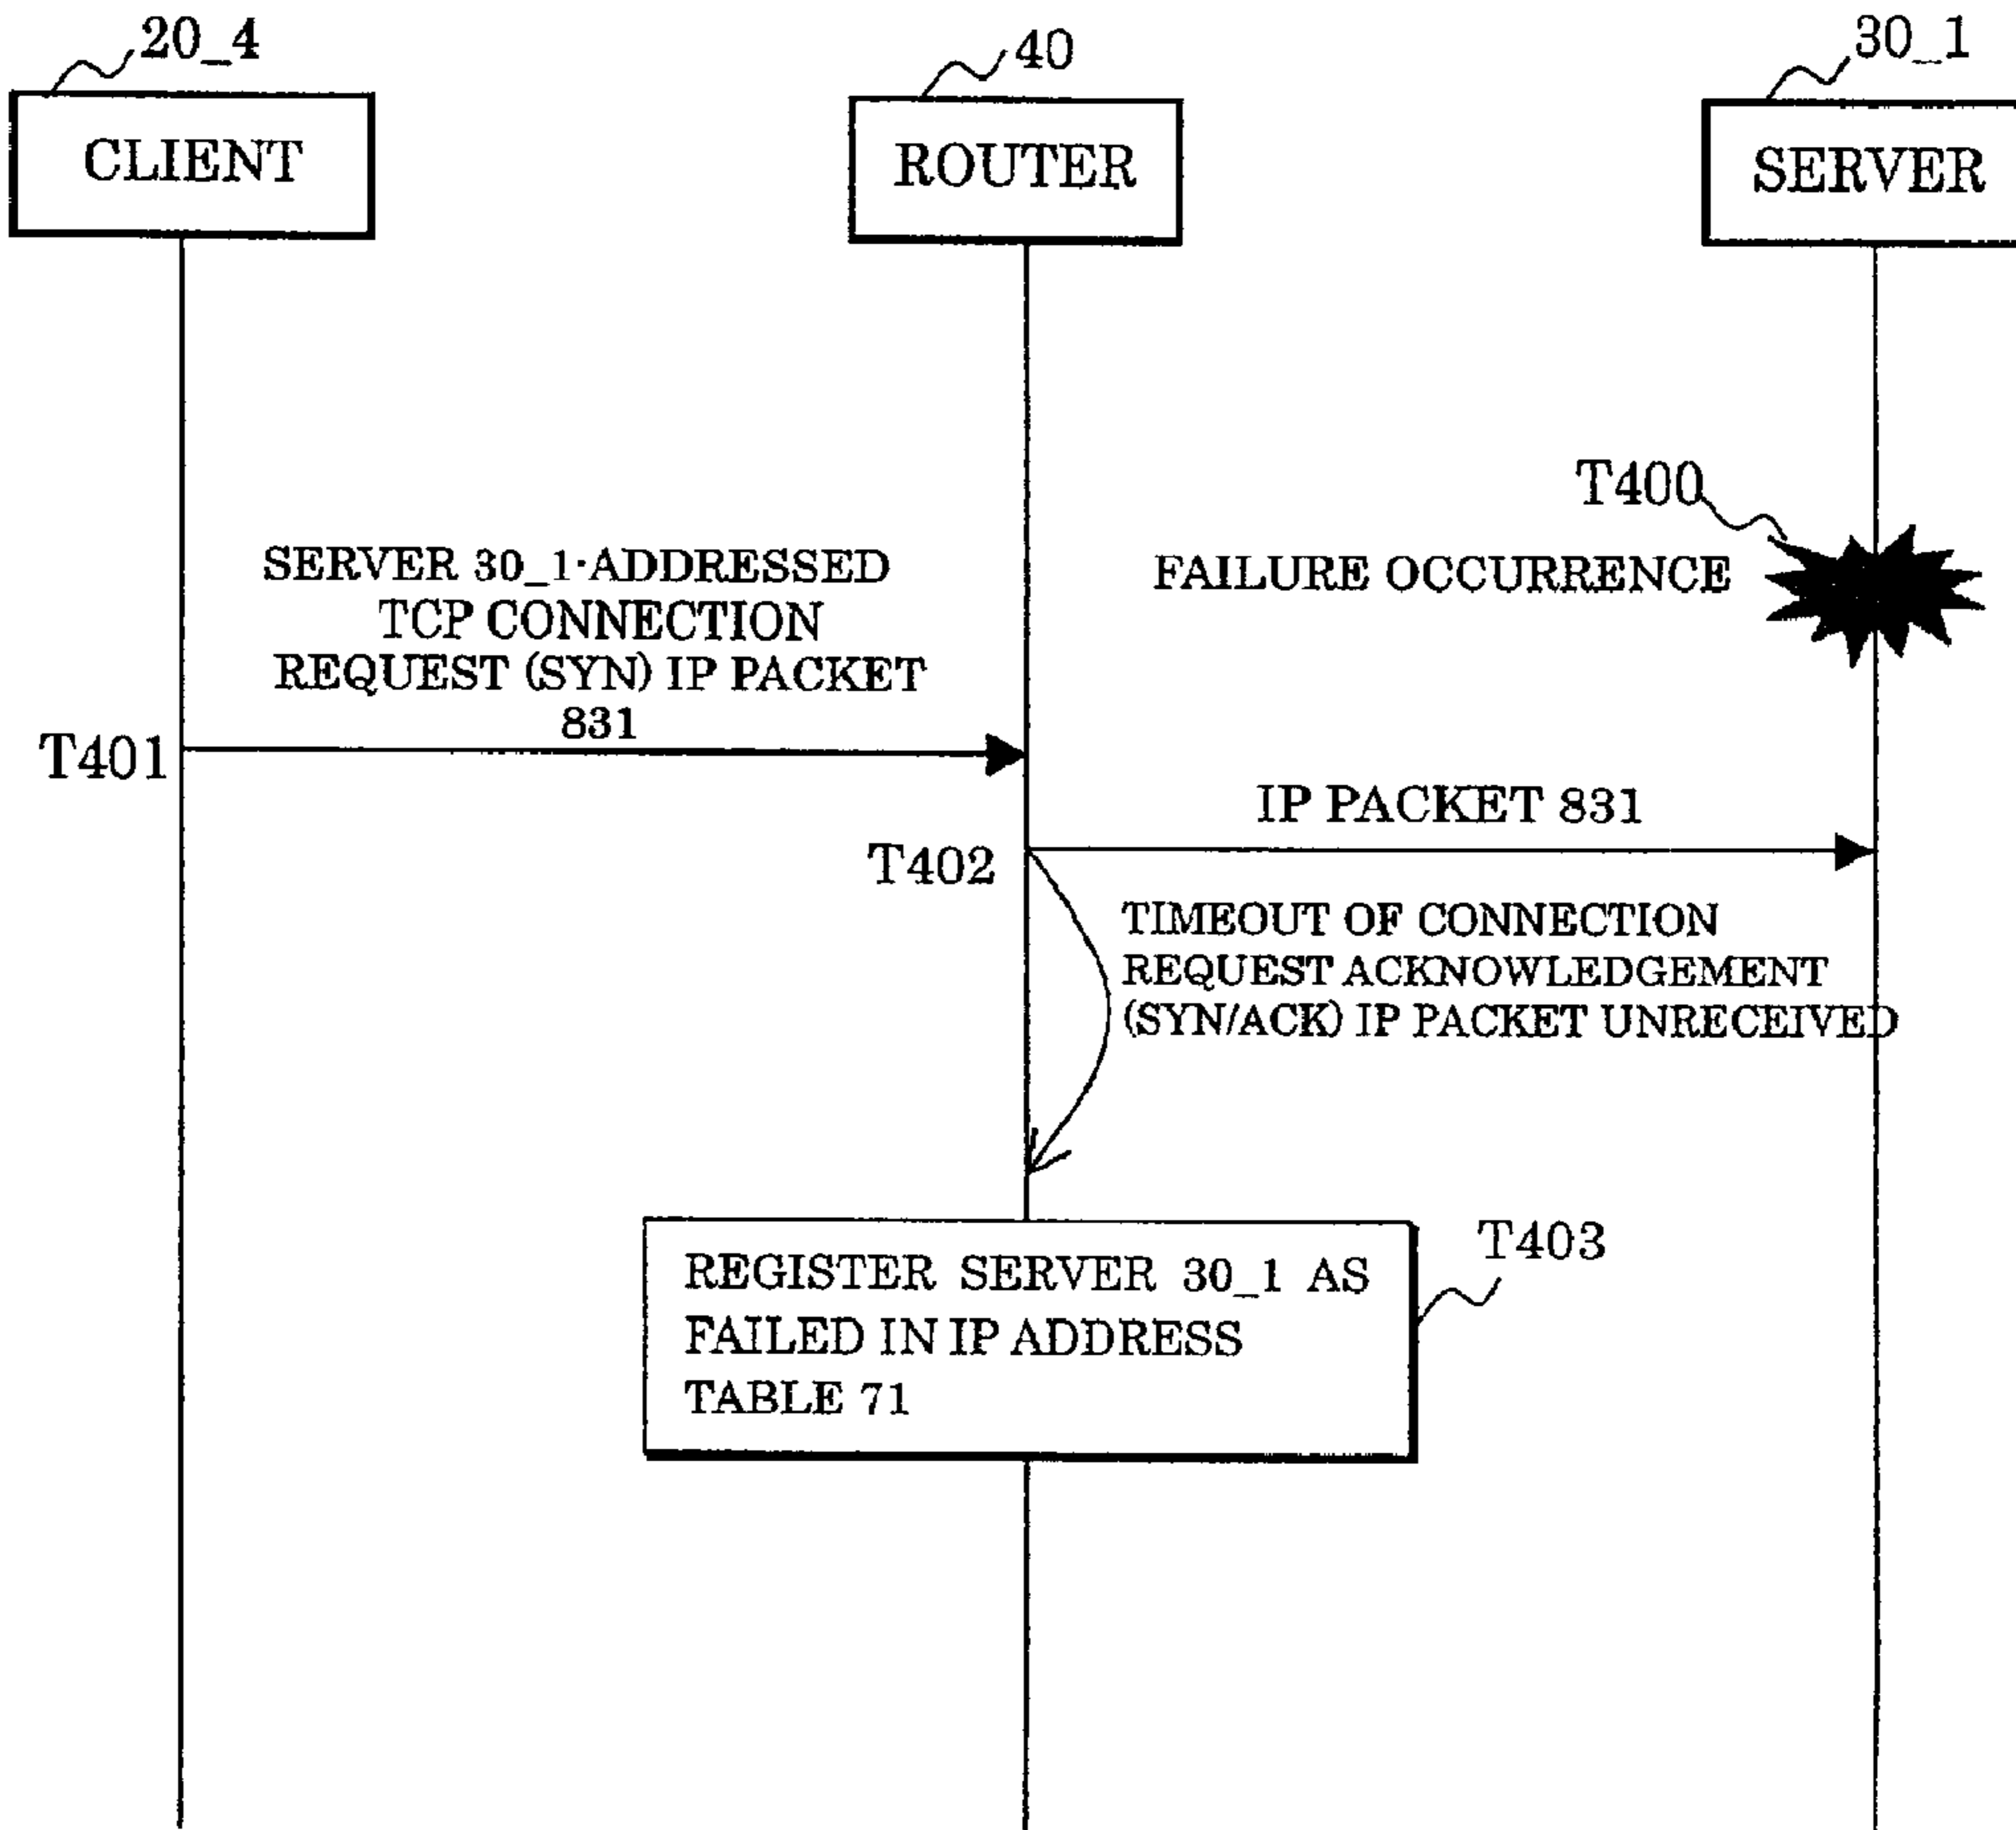 20_4
40
30_1
CLIENT
ROUTER
SERVER
T400
FAILURE OCCURRENCE
SERVER 30_1-ADDRESSED
TCP CONNECTION
REQUEST (SYN) IP PACKET
831
T401
IP PACKET 831
T402
TIMEOUT OF CONNECTION
REQUEST ACKNOWLEDGEMENT
(SYN/ACK) IP PACKET UNRECEIVED
T403
REGISTER SERVER 30_1 AS
FAILED IN IP ADDRESS
TABLE 71